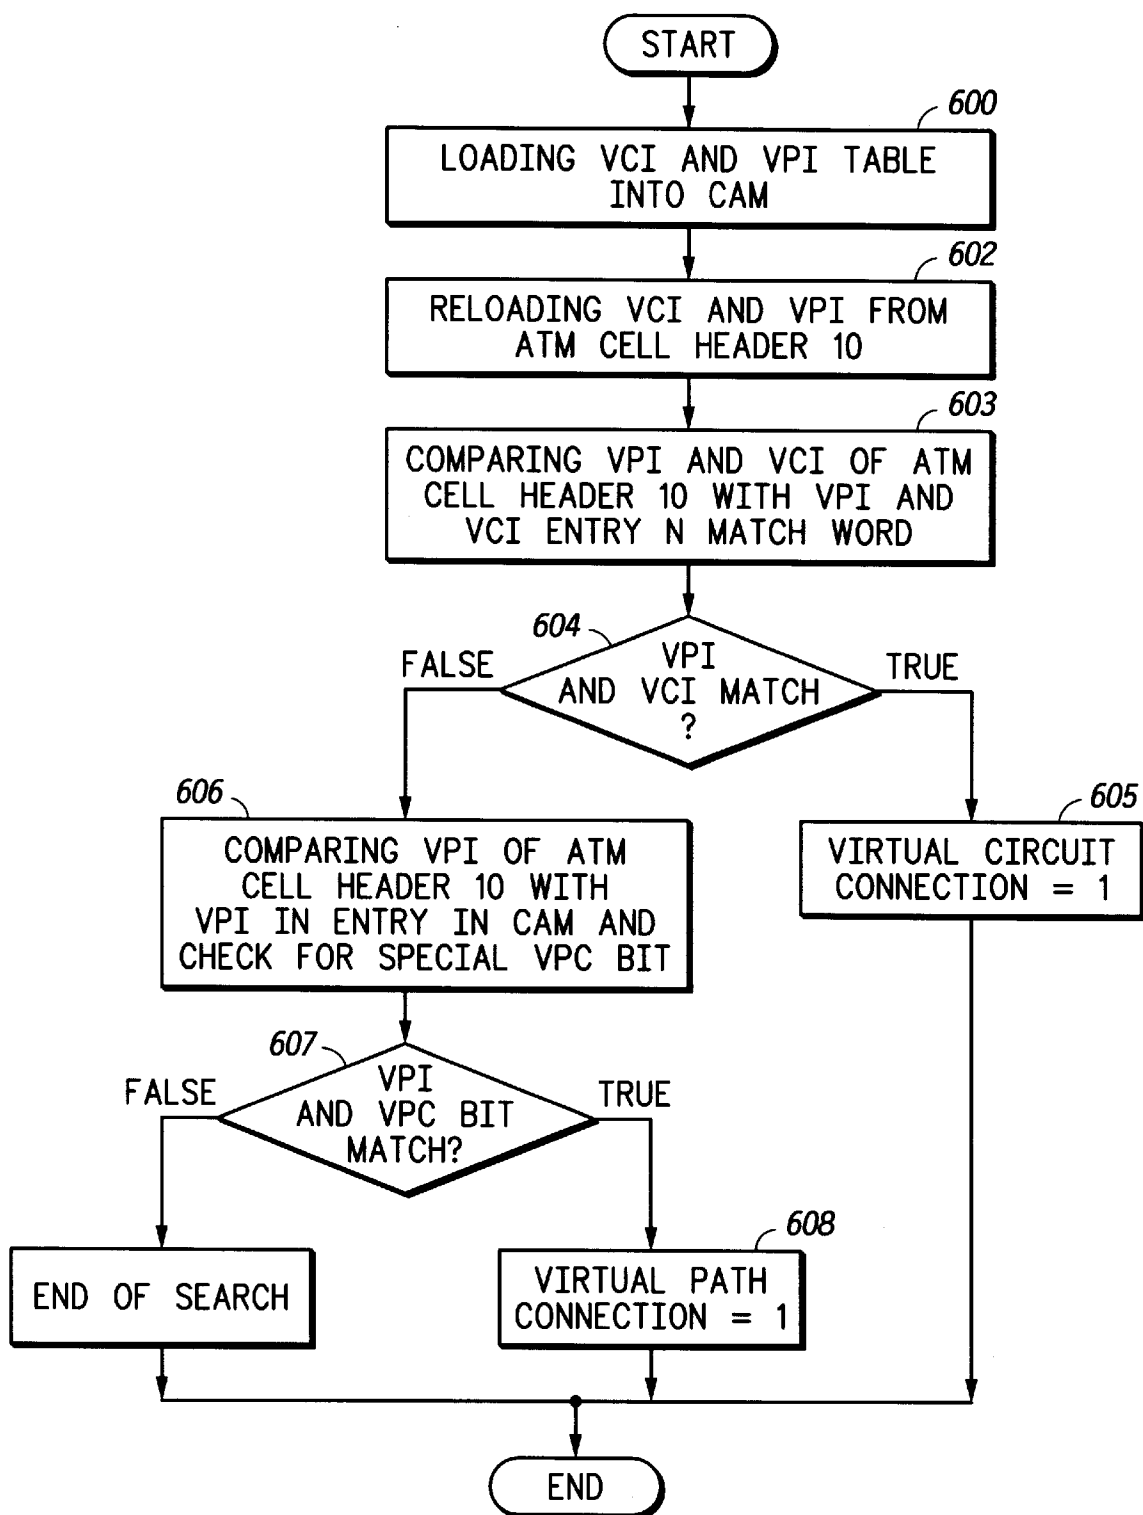 START
600
LOADING VCI AND VPI TABLE
INTO CAM
602
RELOADING VCI AND VPI FROM
ATM CELL HEADER 10
603
COMPARING VPI AND VCI OF ATM
CELL HEADER 10 WITH VPI AND
VCI ENTRY N MATCH WORD
604
VPI
AND VCI MATCH
?
FALSE
TRUE
606
COMPARING VPI OF ATM
CELL HEADER 10 WITH
VPI IN ENTRY IN CAM AND
CHECK FOR SPECIAL VPC BIT
605
VIRTUAL CIRCUIT
CONNECTION = 1
607
VPI
AND VPC BIT
MATCH?
FALSE
TRUE
END OF SEARCH
608
VIRTUAL PATH
CONNECTION = 1
END